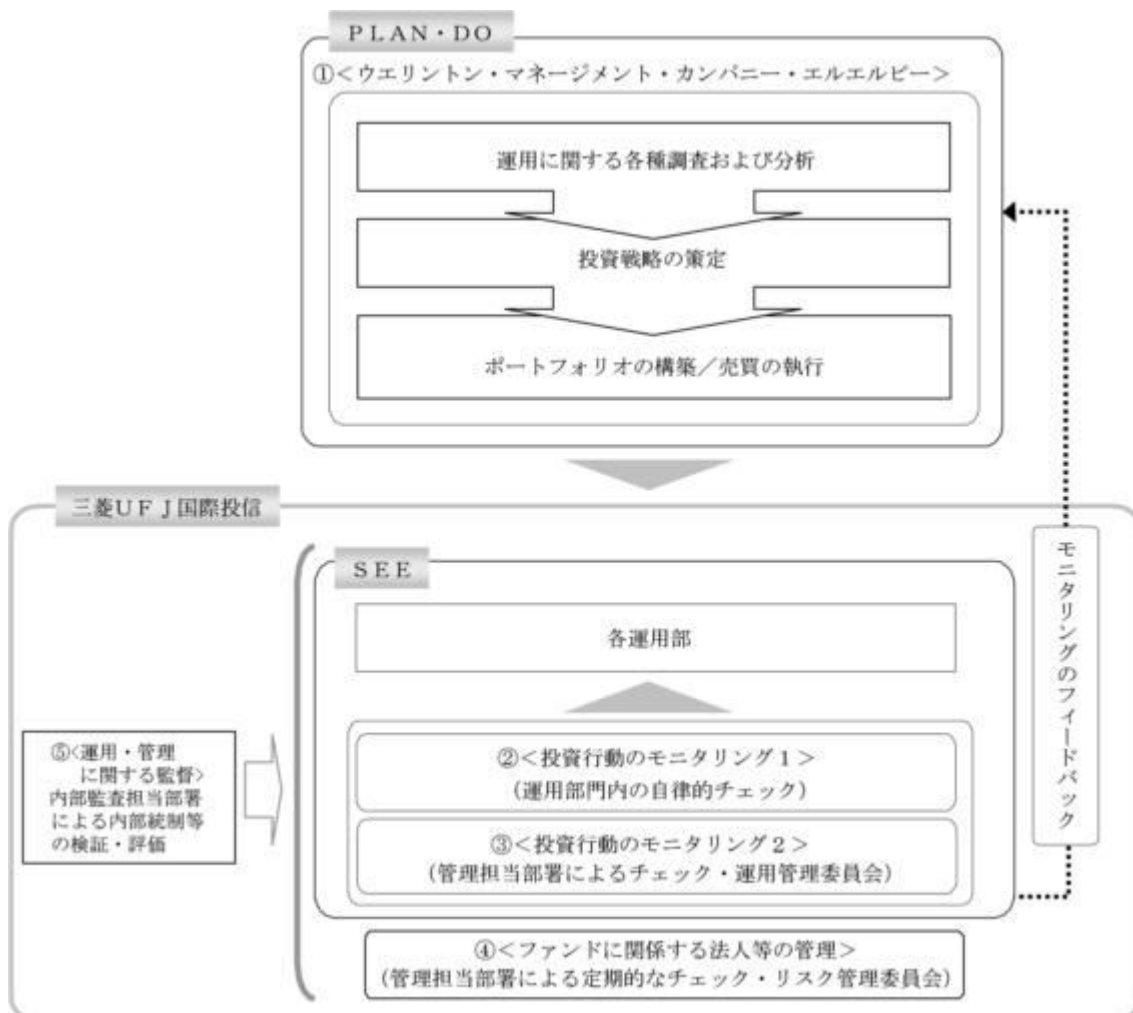 ＰＬＡＮ・ＤＯ
①＜ウエリントン・マネージメント・カンパニー・エルエルピー＞
運用に関する各種調査および分析
投資戦略の策定
ポートフォリオの構築／売買の執行
三菱ＵＦＪ国際投信
ＳＥＥ
各運用部
②＜投資行動のモニタリング１＞
（運用部門内の自律的チェック）
③＜投資行動のモニタリング２＞
（管理担当部署によるチェック・運用管理委員会）
④＜ファンドに関係する法人等の管理＞
（管理担当部署による定期的なチェック・リスク管理委員会）
⑤＜運用・管理
に関する監督＞
内部監査担当部署
による内部統制等
の検証・評価
モニタリングのフィードバック